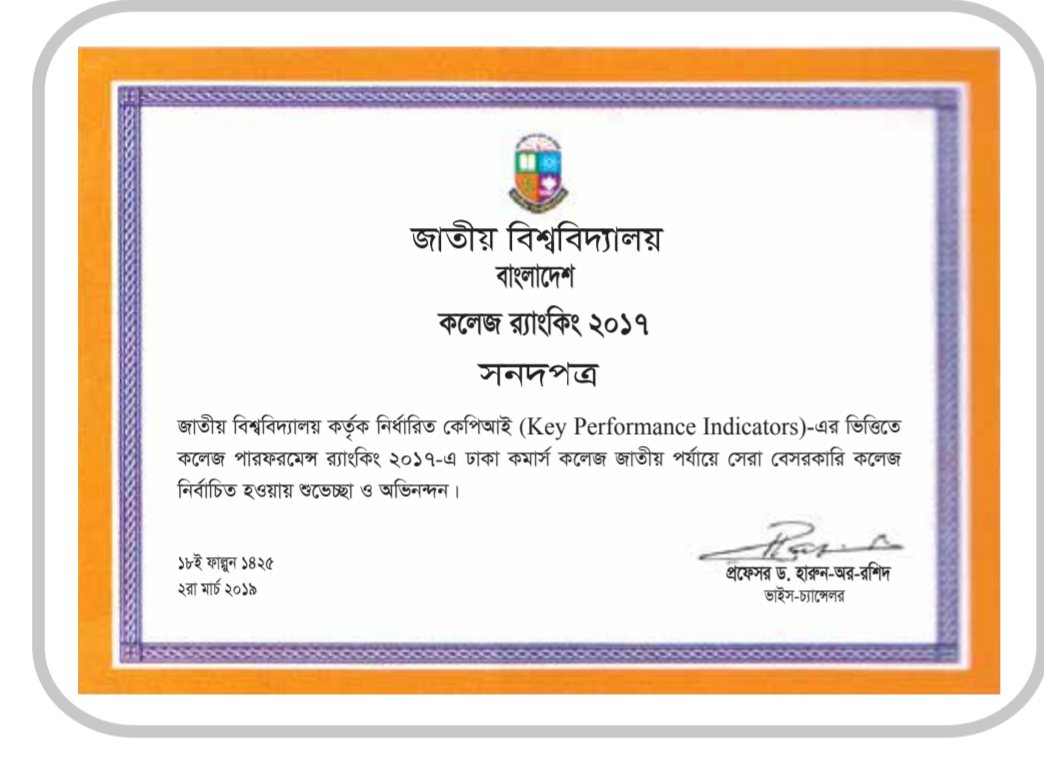 জাতীয় বিশ্ববিদ্যালয়
বাংলাদেশ
কলেজ র‍্যাংকিং ২০১৭
সনদপত্র
জাতীয় বিশ্ববিদ্যালয় কর্তৃক নির্ধারিত কেপিআই (Key Performance Indicators)-এর ভিত্তিতে
কলেজ পারফরমেন্স র‍্যাংকিং ২০১৭-এ ঢাকা কমার্স কলেজ জাতীয় পর্যায়ে সেরা বেসরকারি কলেজ
নির্বাচিত হওয়ায় শুভেচ্ছা ও অভিনন্দন।
১৮ই ফাল্গুন ১৪২৫
২রা মার্চ ২০১৯
প্রফেসর ড. হারুন-অর-রশিদ
ভাইস-চ্যান্সেলর